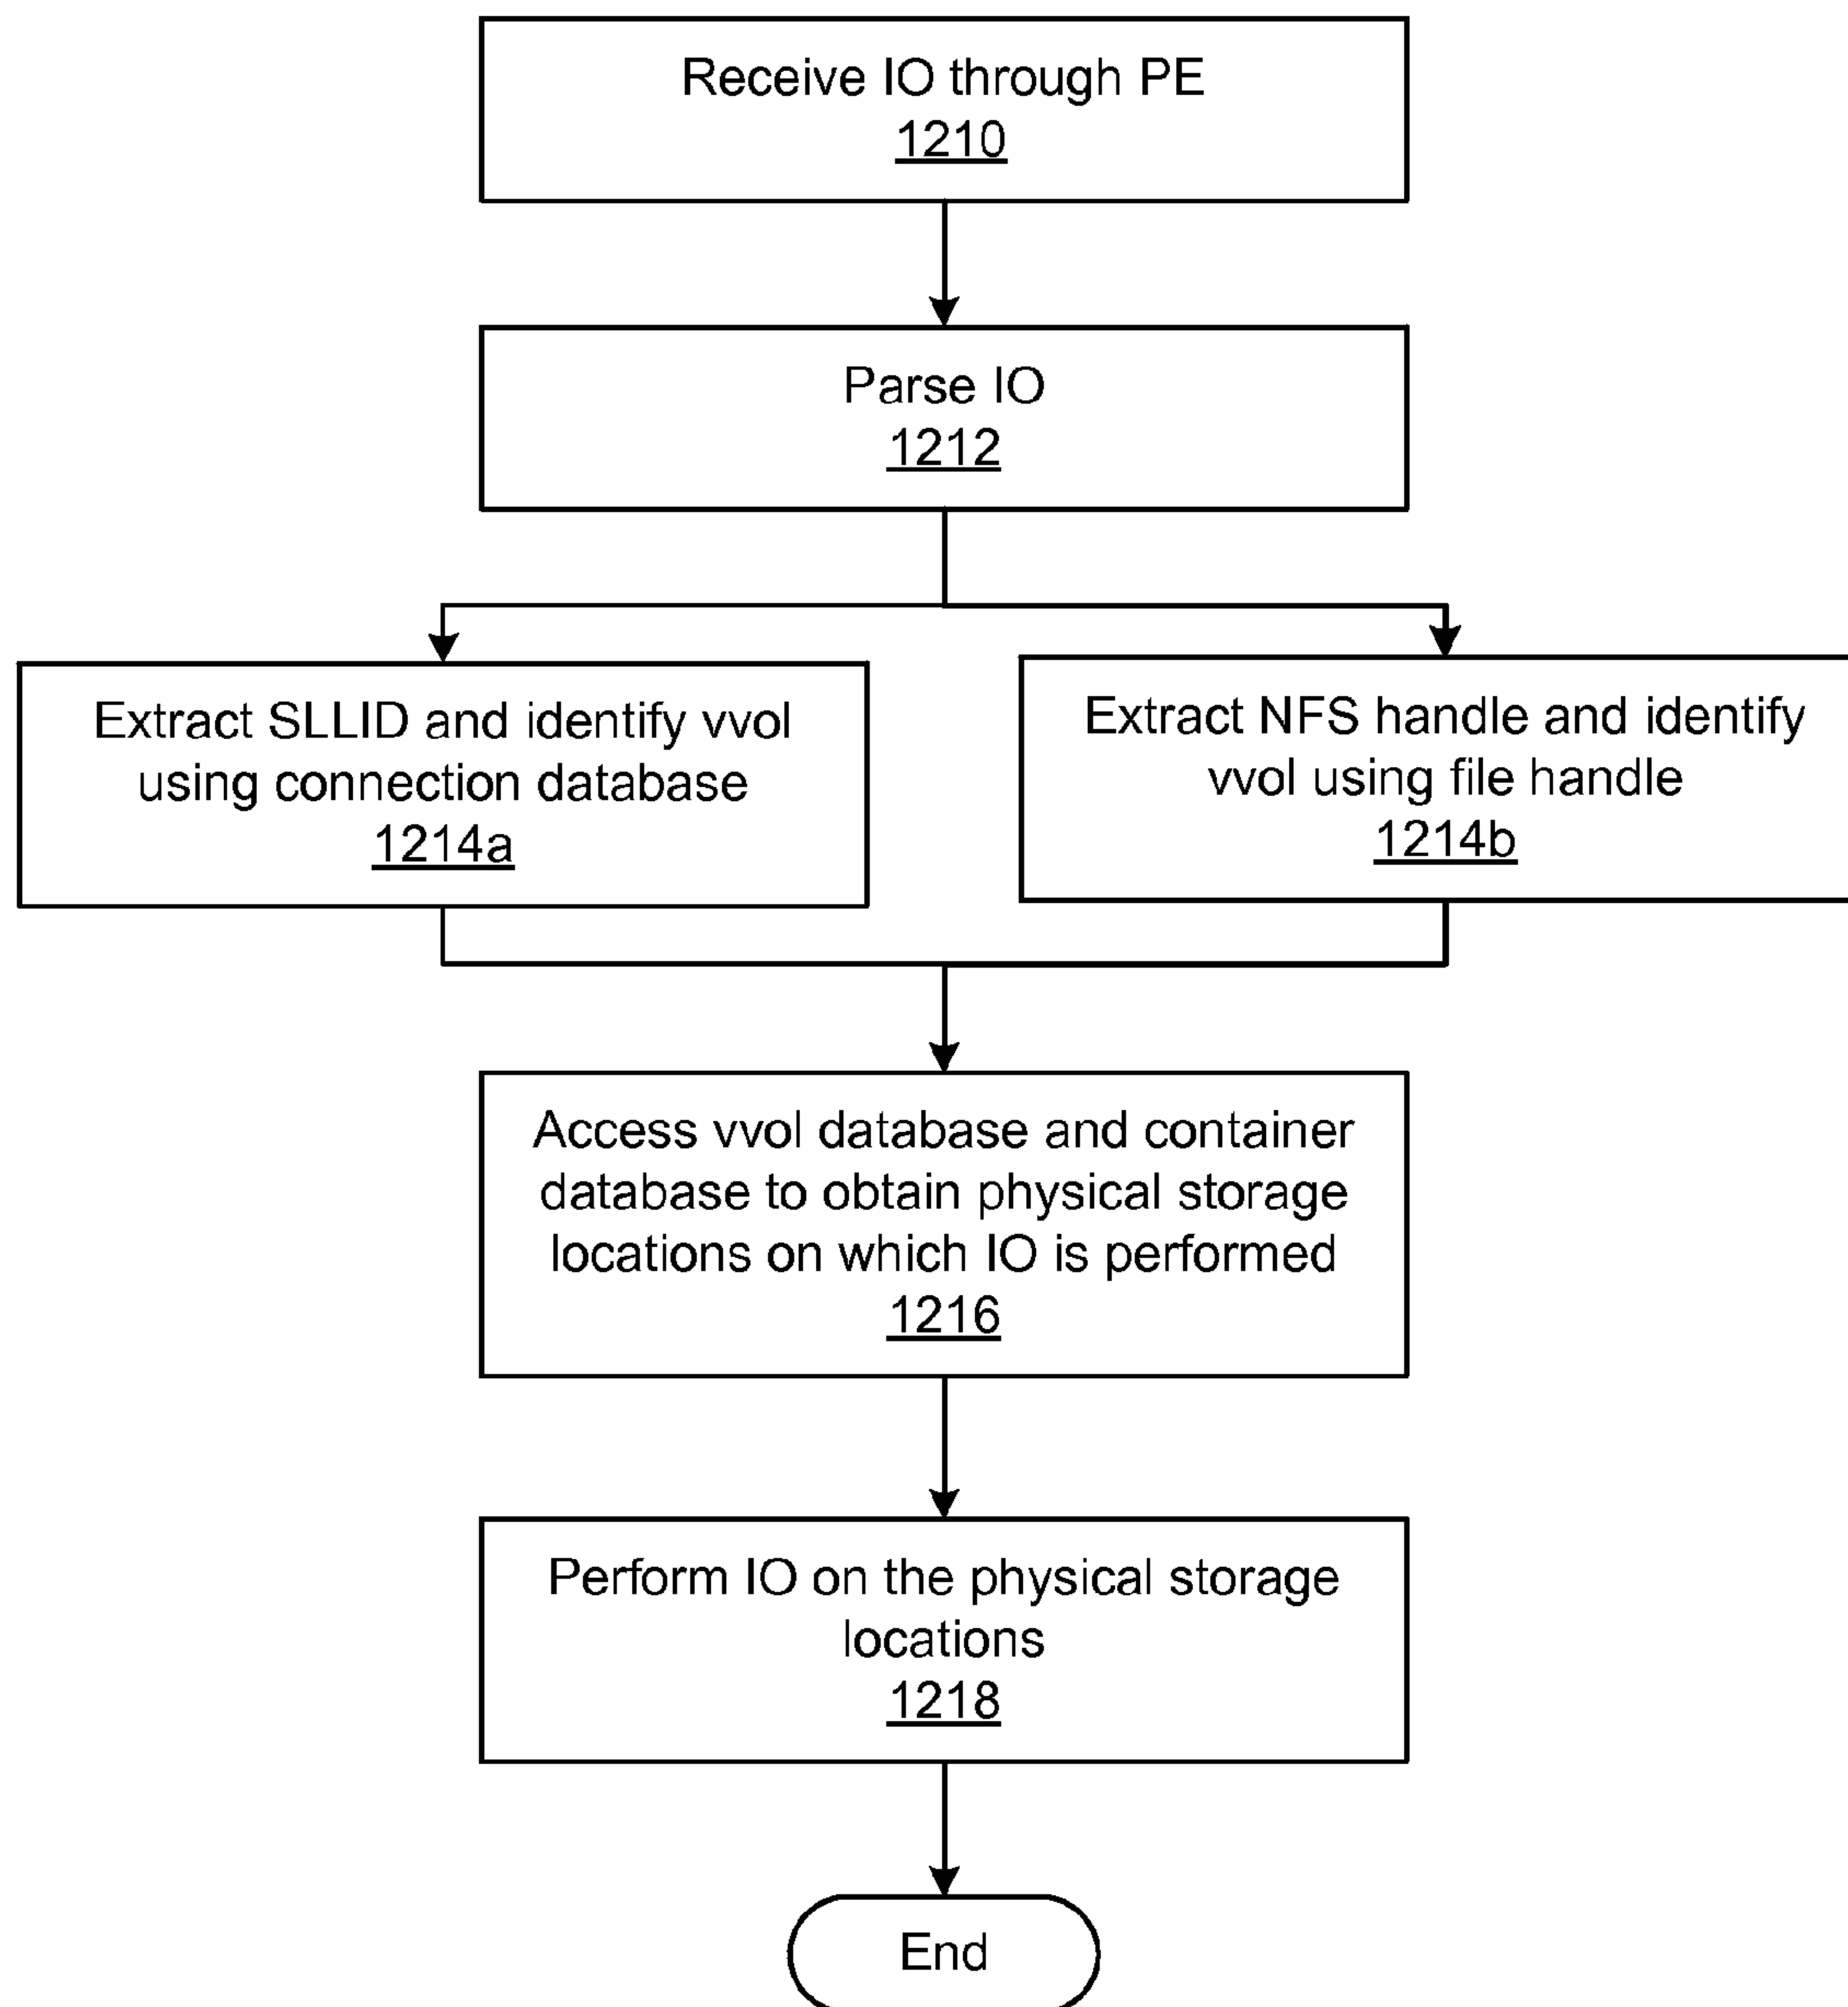 Receive IO through PE
1210
Parse IO
1212
Extract SLLID and identify vvol
using connection database
1214a
Extract NFS handle and identify
vvol using file handle
1214b
Access vvol database and container
database to obtain physical storage
locations on which IO is performed
1216
Perform IO on the physical storage
locations
1218
End